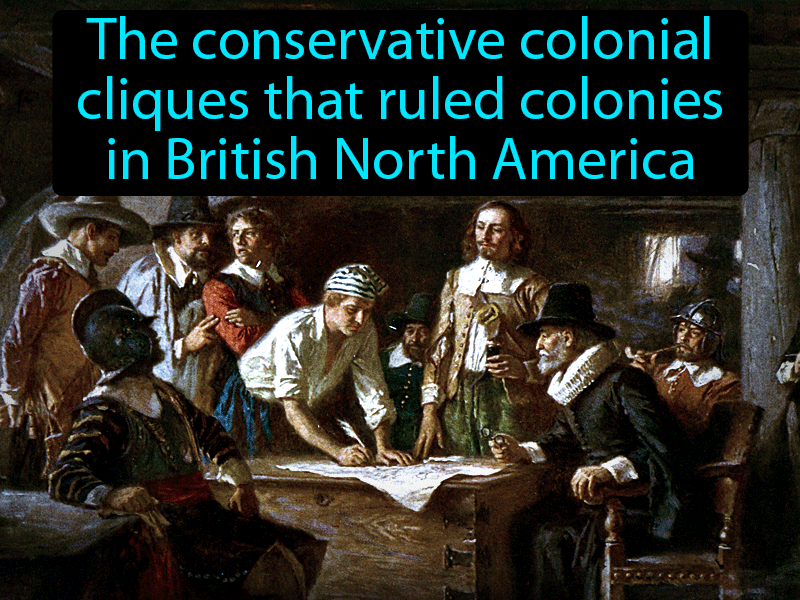 The conservative colonial
cliques that ruled colonies
in British North America